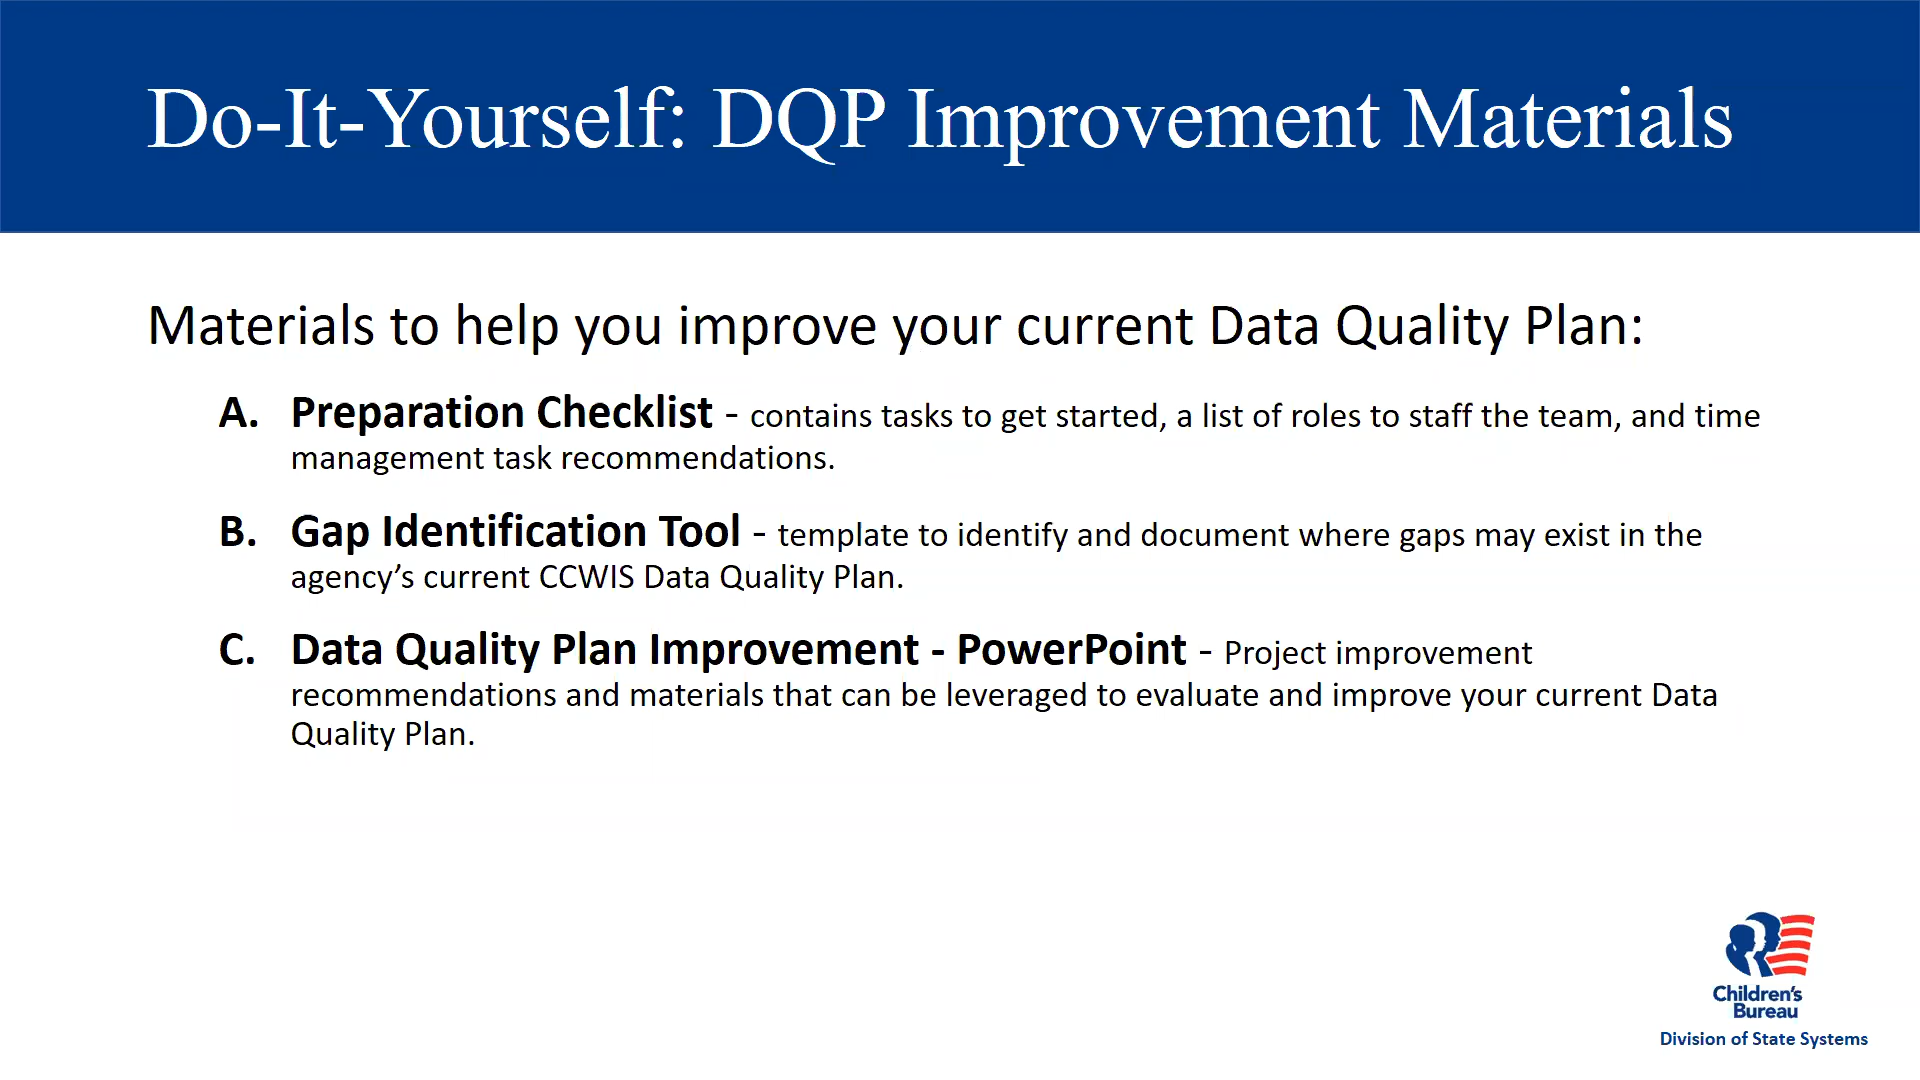 Do-It-Yourself: DQP Improvement Materials
Materials to help you improve your current Data Quality Plan:
A. Preparation Checklist - contains tasks to get started, a list of roles to staff the team, and time
management task recommendations.
B. Gap Identification Tool - template to identify and document where gaps may exist in the
agency’s current CCWIS Data Quality Plan.
C. Data Quality Plan Improvement - PowerPoint - Project improvement
recommendations and materials that can be leveraged to evaluate and improve your current Data
Quality Plan.
Children's
Bureau
Division of State Systems